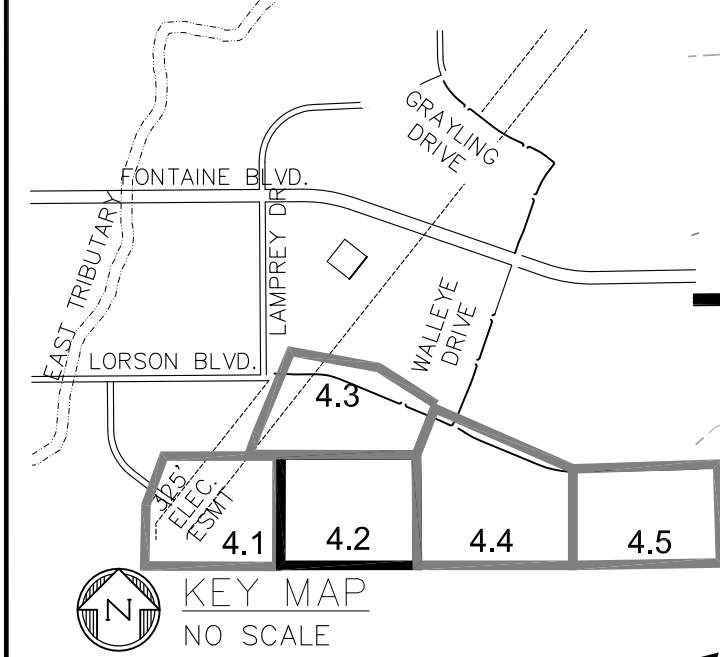 GRAYLING
DRIVE
FONTAINE BLVD.
EAST TRIBUTARY
LAMPREY DR
WALLEYE
DRIVE
LORSON BLVD.
4.3
325'
ELEC.
ESMT
4.1
4.2
4.4
4.5
N
KEY MAP
NO SCALE